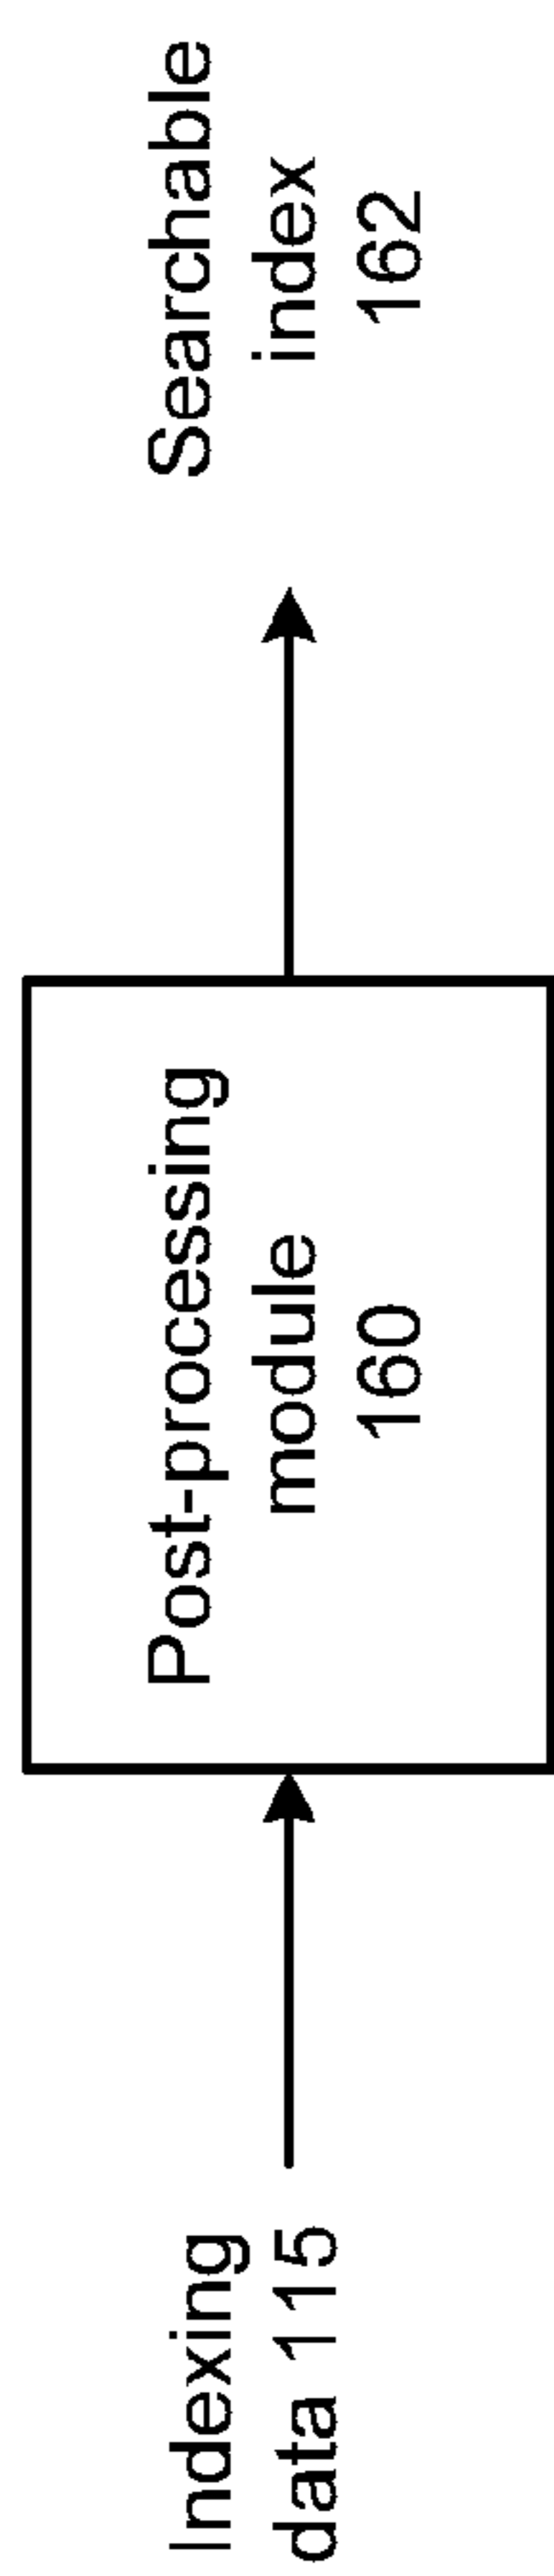 Indexing
data 115
Post-processing
module
160
Searchable
index
162